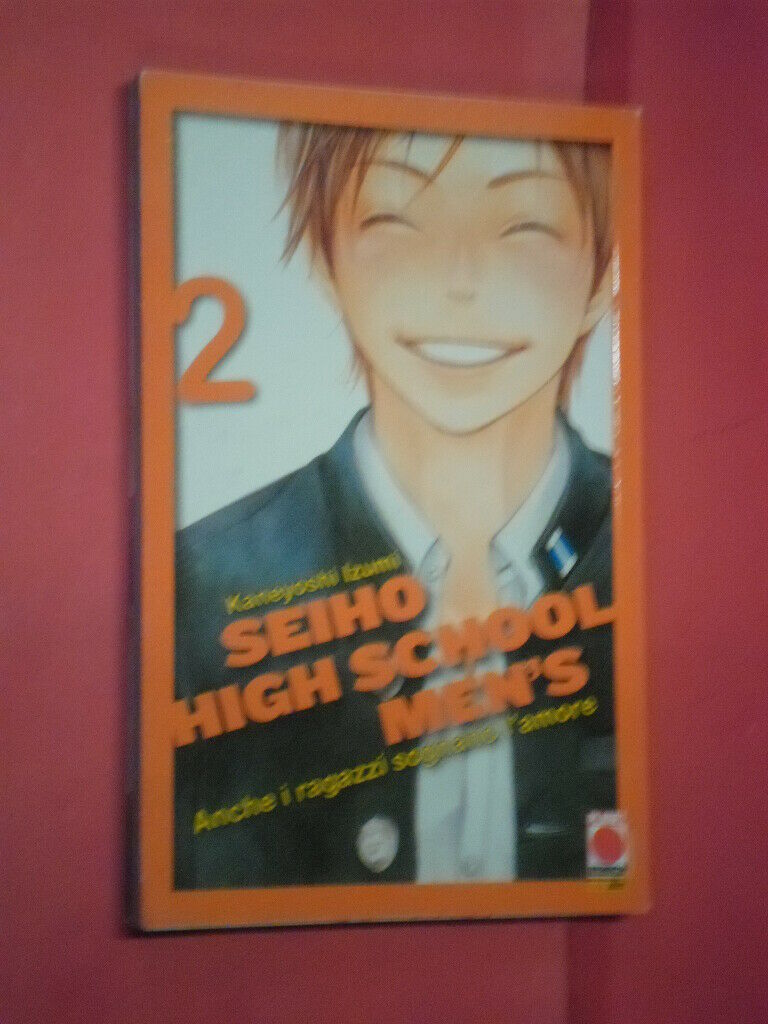 2
Kaneyoshi Izumi
SEIHO
HIGH SCHOOL
MEN'S
Anche i ragazzi sognano l'amore